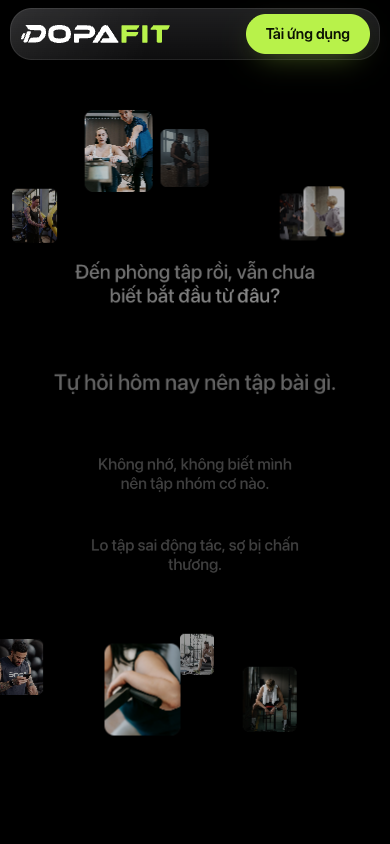 DOPAFIT
Tải ứng dụng
Đến phòng tập rồi, vẫn chưa
biết bắt đầu từ đâu?
Tự hỏi hôm nay nên tập bài gì.
Không nhớ, không biết mình
nên tập nhóm cơ nào.
Lo tập sai động tác, sợ bị chấn
thương.